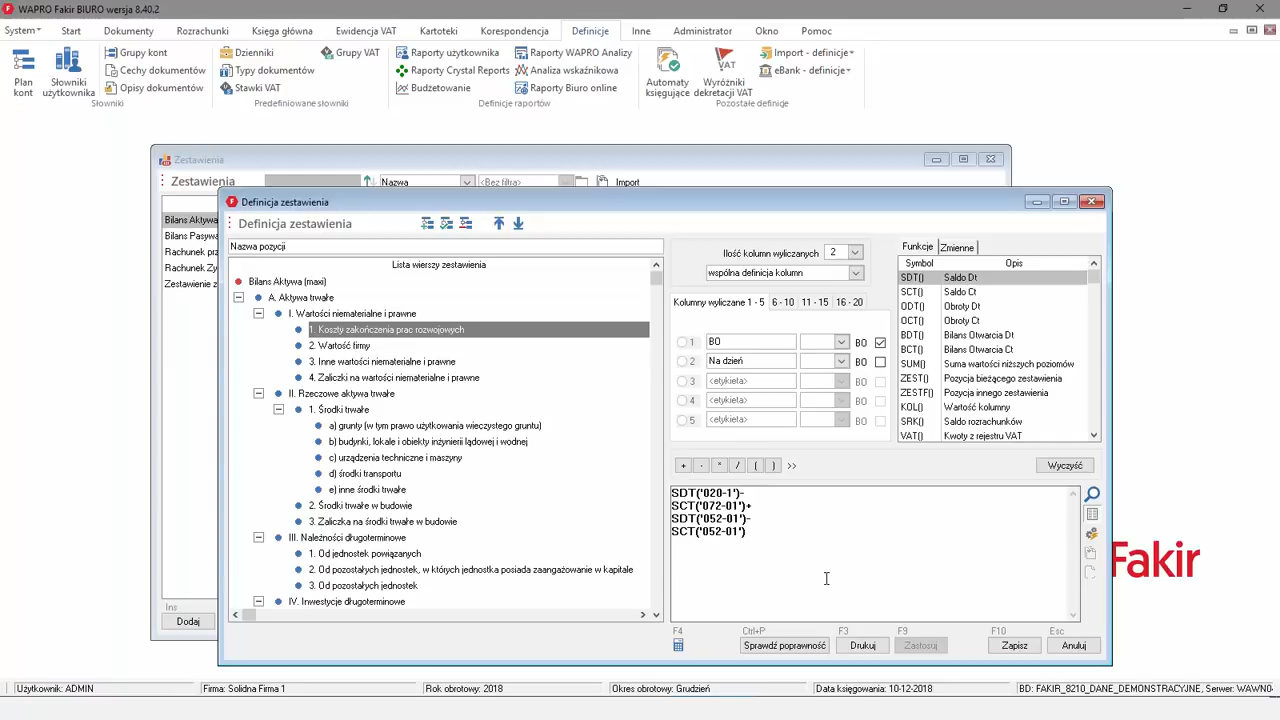 WAPRO Fakir BIURO wersja 8.40.2
System Start Dokumenty Rozrachunki Księga główna Ewidencja VAT Kartoteki Korespondencja Definicje Inne Administrator Okno Pomoc
Plan kont
Słowniki użytkownika
Grupy kont
Cechy dokumentów
Opisy dokumentów
Słowniki
Dzienniki
Typy dokumentów
Stawki VAT
Grupy VAT
Predefiniowane słowniki
Raporty użytkownika
Raporty Crystal Reports
Budżetowanie
Raporty WAPRO Analizy
Analiza wskaźnikowa
Raporty Biuro online
Definicje raportów
Automaty księgujące
VAT
Wyróżniki dekretacji VAT
Import - definicje
eBank - definicje
Pozostałe definicje
Zestawienia
Zestawienia Nazwa <Bez filtra> Import
Bilans Aktywa
Bilans Pasywa
Rachunek prze
Rachunek Zy
Zestawienie z
Ins
Dodaj
Definicja zestawienia
Definicja zestawienia
Nazwa pozycji
Lista wierszy zestawienia
Bilans Aktywa (maxi)
A. Aktywa trwałe
I. Wartości niematerialne i prawne
1. Koszty zakończenia prac rozwojowych
2. Wartość firmy
3. Inne wartości niematerialne i prawne
4. Zaliczki na wartości niematerialne i prawne
II. Rzeczowe aktywa trwałe
1. Środki trwałe
a) grunty (w tym prawo użytkowania wieczystego gruntu)
b) budynki, lokale i obiekty inżynierii lądowej i wodnej
c) urządzenia techniczne i maszyny
d) środki transportu
e) inne środki trwałe
2. Środki trwałe w budowie
3. Zaliczka na środki trwałe w budowie
III. Należności długoterminowe
1. Od jednostek powiązanych
2. Od pozostałych jednostek, w których jednostka posiada zaangażowanie w kapitale
3. Od pozostałych jednostek
IV. Inwestycje długoterminowe
Ilość kolumn wyliczanych 2
wspólna definicja kolumn
Kolumny wyliczane 1 - 5 6 - 10 11 - 15 16 - 20
1 BO BO
2 Na dzień BO
3 <etykieta> BO
4 <etykieta> BO
5 <etykieta> BO
Funkcje Zmienne
Symbol Opis
SDT() Saldo Dt
SCT() Saldo Ct
ODT() Obroty Dt
OCT() Obroty Ct
BDT() Bilans Otwarcia Dt
BCT() Bilans Otwarcia Ct
SUM() Suma wartości niższych poziomów
ZEST() Pozycja bieżącego zestawienia
ZESTF() Pozycja innego zestawienia
KOL() Wartość kolumny
SRK() Saldo rozrachunków
VAT() Kwoty z rejestru VAT
+ - * / ( ) >> Wyczyść
SDT('020-1')-
SCT('072-01')+
SDT('052-01')-
SCT('052-01')
F4 Ctrl+P F3 F9 F10 Esc
Sprawdź poprawność Drukuj Zastosuj Zapisz Anuluj
Fakir
Użytkownik: ADMIN Firma: Solidna Firma 1 Rok obrotowy: 2018 Okres obrotowy: Grudzień Data księgowania: 10-12-2018 BD: FAKIR_8210_DANE_DEMONSTRACYJNE, Serwer: WAWN0-